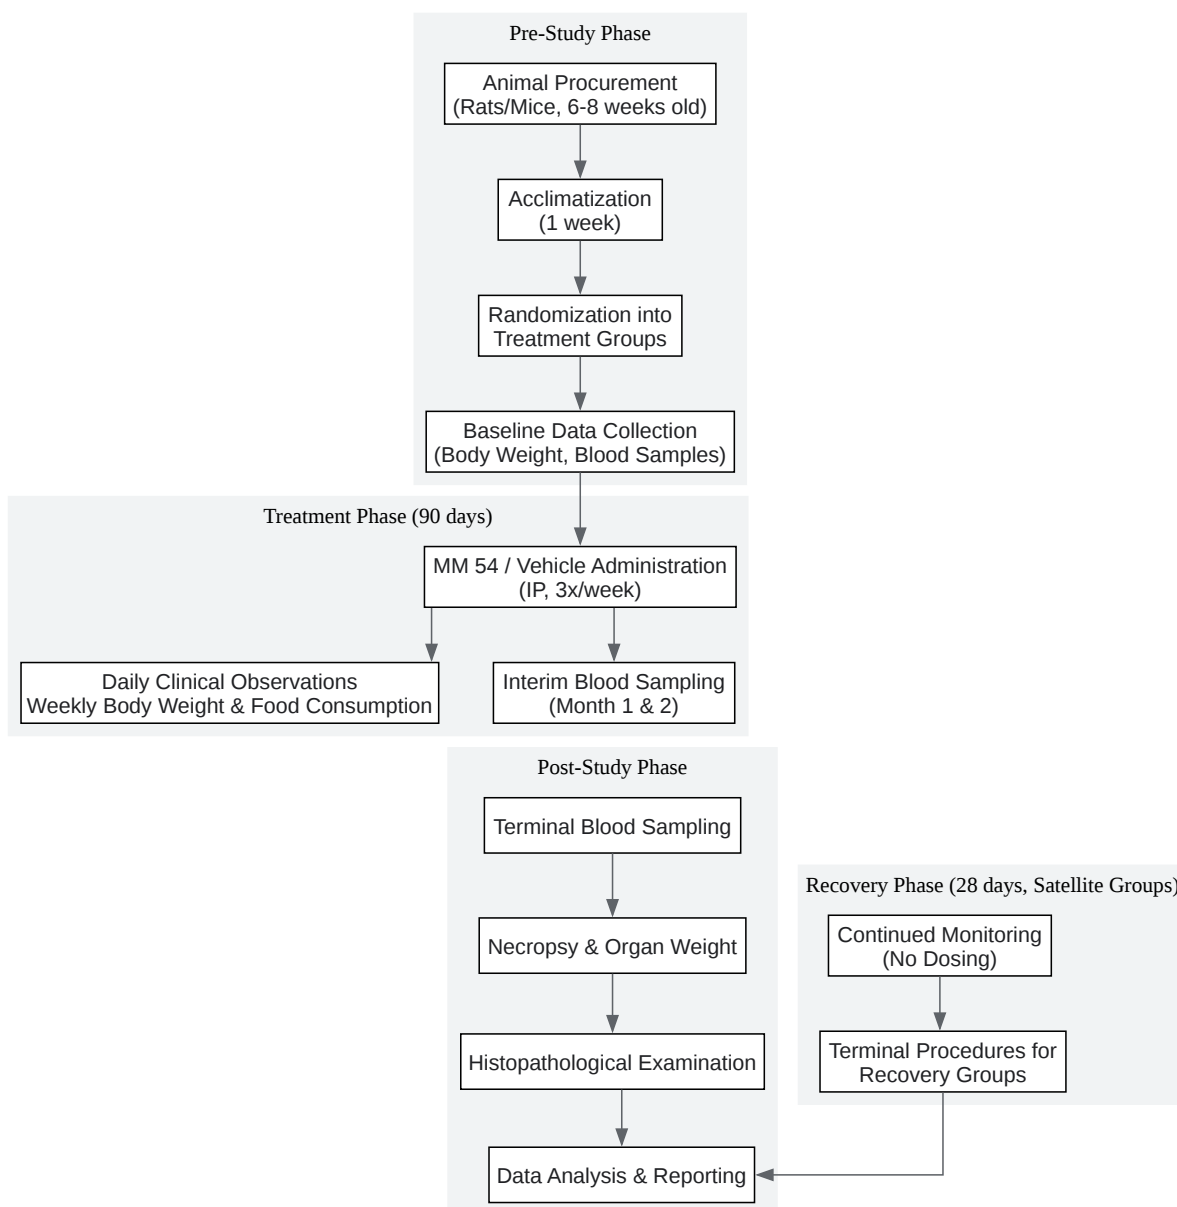 Pre-Study Phase
Animal Procurement
(Rats/Mice, 6-8 weeks old)
Acclimatization
(1 week)
Randomization into
Treatment Groups
Baseline Data Collection
(Body Weight, Blood Samples)
Treatment Phase (90 days)
MM 54 / Vehicle Administration
(IP, 3x/week)
Daily Clinical Observations
Weekly Body Weight & Food Consumption
Interim Blood Sampling
(Month 1 & 2)
Post-Study Phase
Terminal Blood Sampling
Necropsy & Organ Weight
Histopathological Examination
Data Analysis & Reporting
Recovery Phase (28 days, Satellite Groups)
Continued Monitoring
(No Dosing)
Terminal Procedures for
Recovery Groups